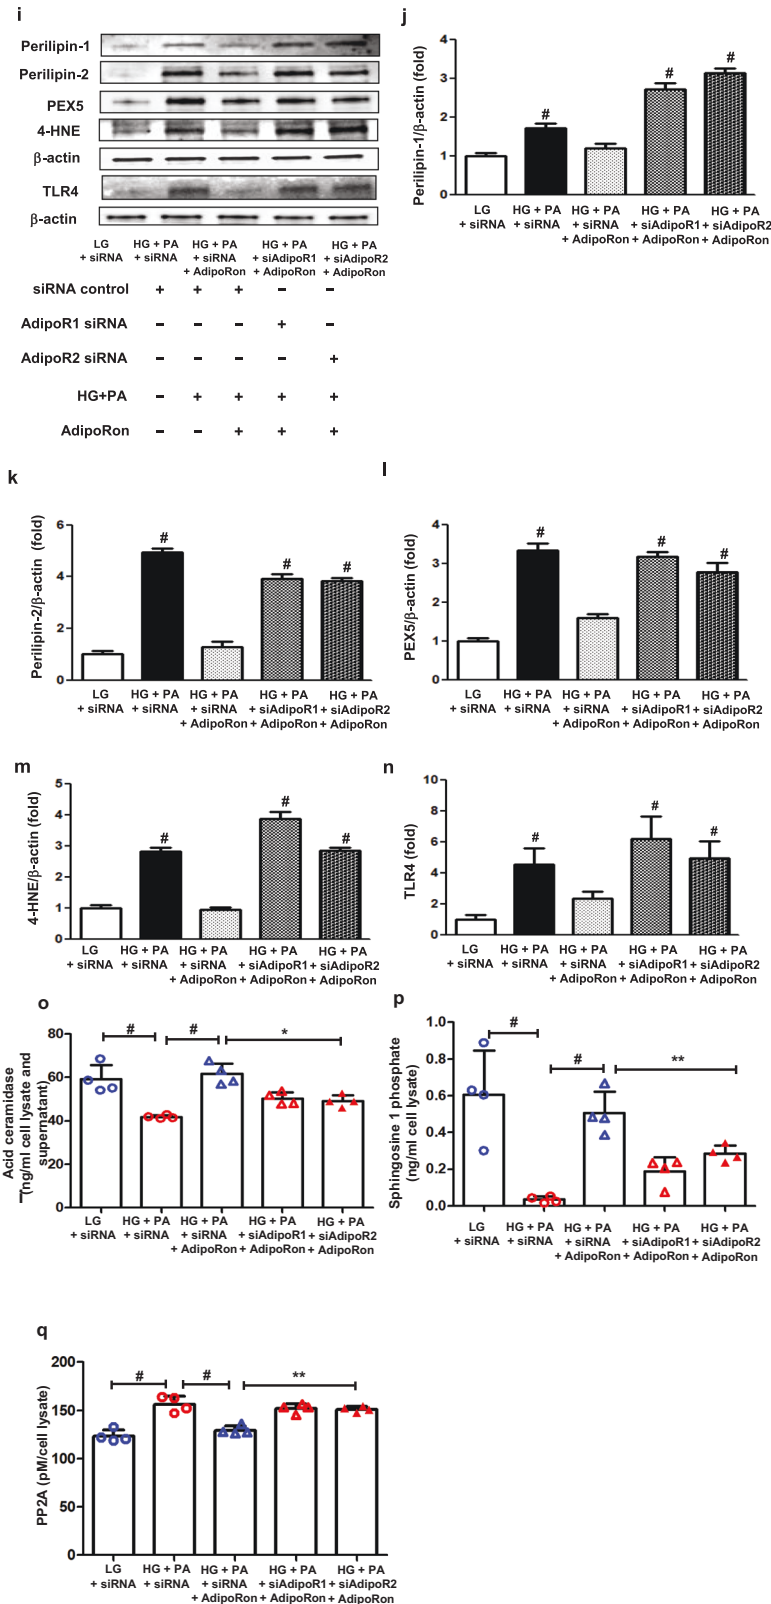 i
Perilipin-1
Perilipin-2
PEX5
4-HNE
β-actin
TLR4
β-actin
LG HG + PA HG + PA HG + PA HG + PA
+ siRNA + siRNA + siRNA + siAdipoR1 + siAdipoR2
+ AdipoRon + AdipoRon + AdipoRon
siRNA control + + + – –
AdipoR1 siRNA – – – + –
AdipoR2 siRNA – – – – +
HG+PA – + + + +
AdipoRon – – + + +
j
Perilipin-1/β-actin (fold)
4
3
2
1
0
# # #
LG HG + PA HG + PA HG + PA HG + PA
+ siRNA + siRNA + siRNA + siAdipoR1 + siAdipoR2
+ AdipoRon + AdipoRon + AdipoRon
k
Perilipin-2/β-actin (fold)
6
4
2
0
# # #
LG HG + PA HG + PA HG + PA HG + PA
+ siRNA + siRNA + siRNA + siAdipoR1 + siAdipoR2
+ AdipoRon + AdipoRon + AdipoRon
l
PEX5/β-actin (fold)
4
3
2
1
0
# # #
LG HG + PA HG + PA HG + PA HG + PA
+ siRNA + siRNA + siRNA + siAdipoR1 + siAdipoR2
+ AdipoRon + AdipoRon + AdipoRon
m
4-HNE/β-actin (fold)
5
4
3
2
1
0
# # #
LG HG + PA HG + PA HG + PA HG + PA
+ siRNA + siRNA + siRNA + siAdipoR1 + siAdipoR2
+ AdipoRon + AdipoRon + AdipoRon
n
TLR4 (fold)
10
8
6
4
2
0
# # #
LG HG + PA HG + PA HG + PA HG + PA
+ siRNA + siRNA + siRNA + siAdipoR1 + siAdipoR2
+ AdipoRon + AdipoRon + AdipoRon
o
Acid ceramidase
(ng/ml cell lysate and
supernatant)
80
60
40
20
0
# # *
LG HG + PA HG + PA HG + PA HG + PA
+ siRNA + siRNA + siRNA + siAdipoR1 + siAdipoR2
+ AdipoRon + AdipoRon + AdipoRon
p
Sphingosine 1 phosphate
(ng/ml cell lysate)
1.0
0.8
0.6
0.4
0.2
0.0
# # **
LG HG + PA HG + PA HG + PA HG + PA
+ siRNA + siRNA + siRNA + siAdipoR1 + siAdipoR2
+ AdipoRon + AdipoRon + AdipoRon
q
PP2A (pM/cell lysate)
200
150
100
50
0
# # **
LG HG + PA HG + PA HG + PA HG + PA
+ siRNA + siRNA + siRNA + siAdipoR1 + siAdipoR2
+ AdipoRon + AdipoRon + AdipoRon